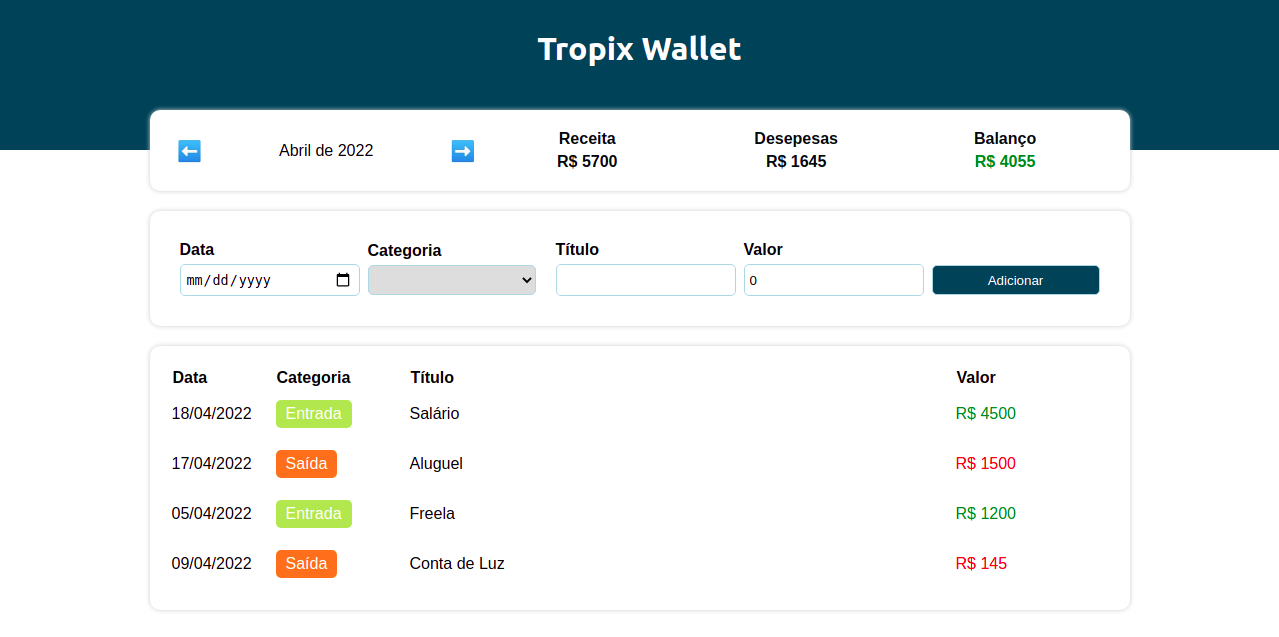 Tropix Wallet
Abril de 2022
Receita Desepesas Balanço
R$ 5700 R$ 1645 R$ 4055
Data Categoria Título Valor
mm/dd/yyyy 0 Adicionar
Data Categoria Título Valor
18/04/2022 Entrada Salário R$ 4500
17/04/2022 Saída Aluguel R$ 1500
05/04/2022 Entrada Freela R$ 1200
09/04/2022 Saída Conta de Luz R$ 145